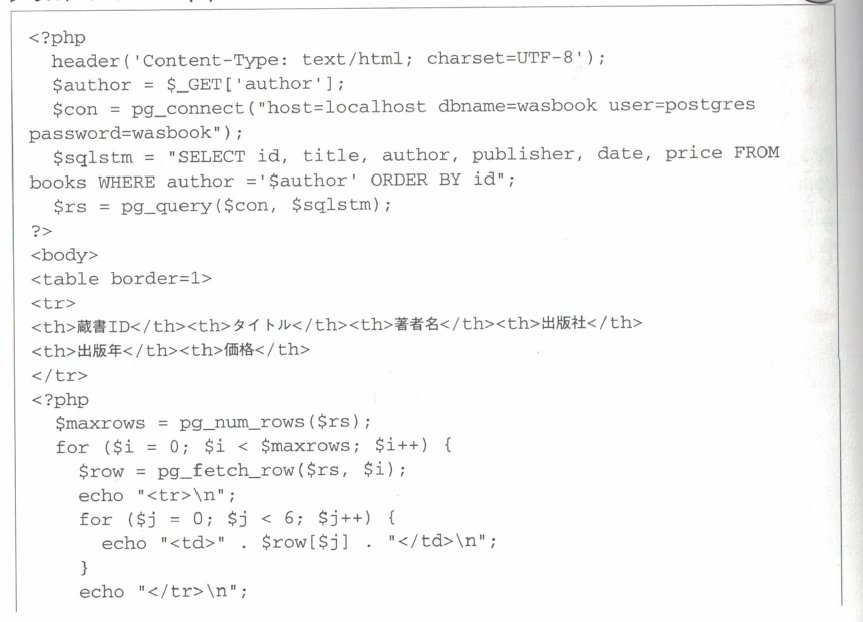 <?php
  header('Content-Type: text/html; charset=UTF-8');
  $author = $_GET['author'];
  $con = pg_connect("host=localhost dbname=wasbook user=postgres
password=wasbook");
  $sqlstm = "SELECT id, title, author, publisher, date, price FROM
books WHERE author ='$author' ORDER BY id";
  $rs = pg_query($con, $sqlstm);
?>
<body>
<table border=1>
<tr>
<th>蔵書ID</th><th>タイトル</th><th>著者名</th><th>出版社</th>
<th>出版年</th><th>価格</th>
</tr>
<?php
  $maxrows = pg_num_rows($rs);
  for ($i = 0; $i < $maxrows; $i++) {
    $row = pg_fetch_row($rs, $i);
    echo "<tr>\n";
    for ($j = 0; $j < 6; $j++) {
      echo "<td>" . $row[$j] . "</td>\n";
    }
    echo "</tr>\n";